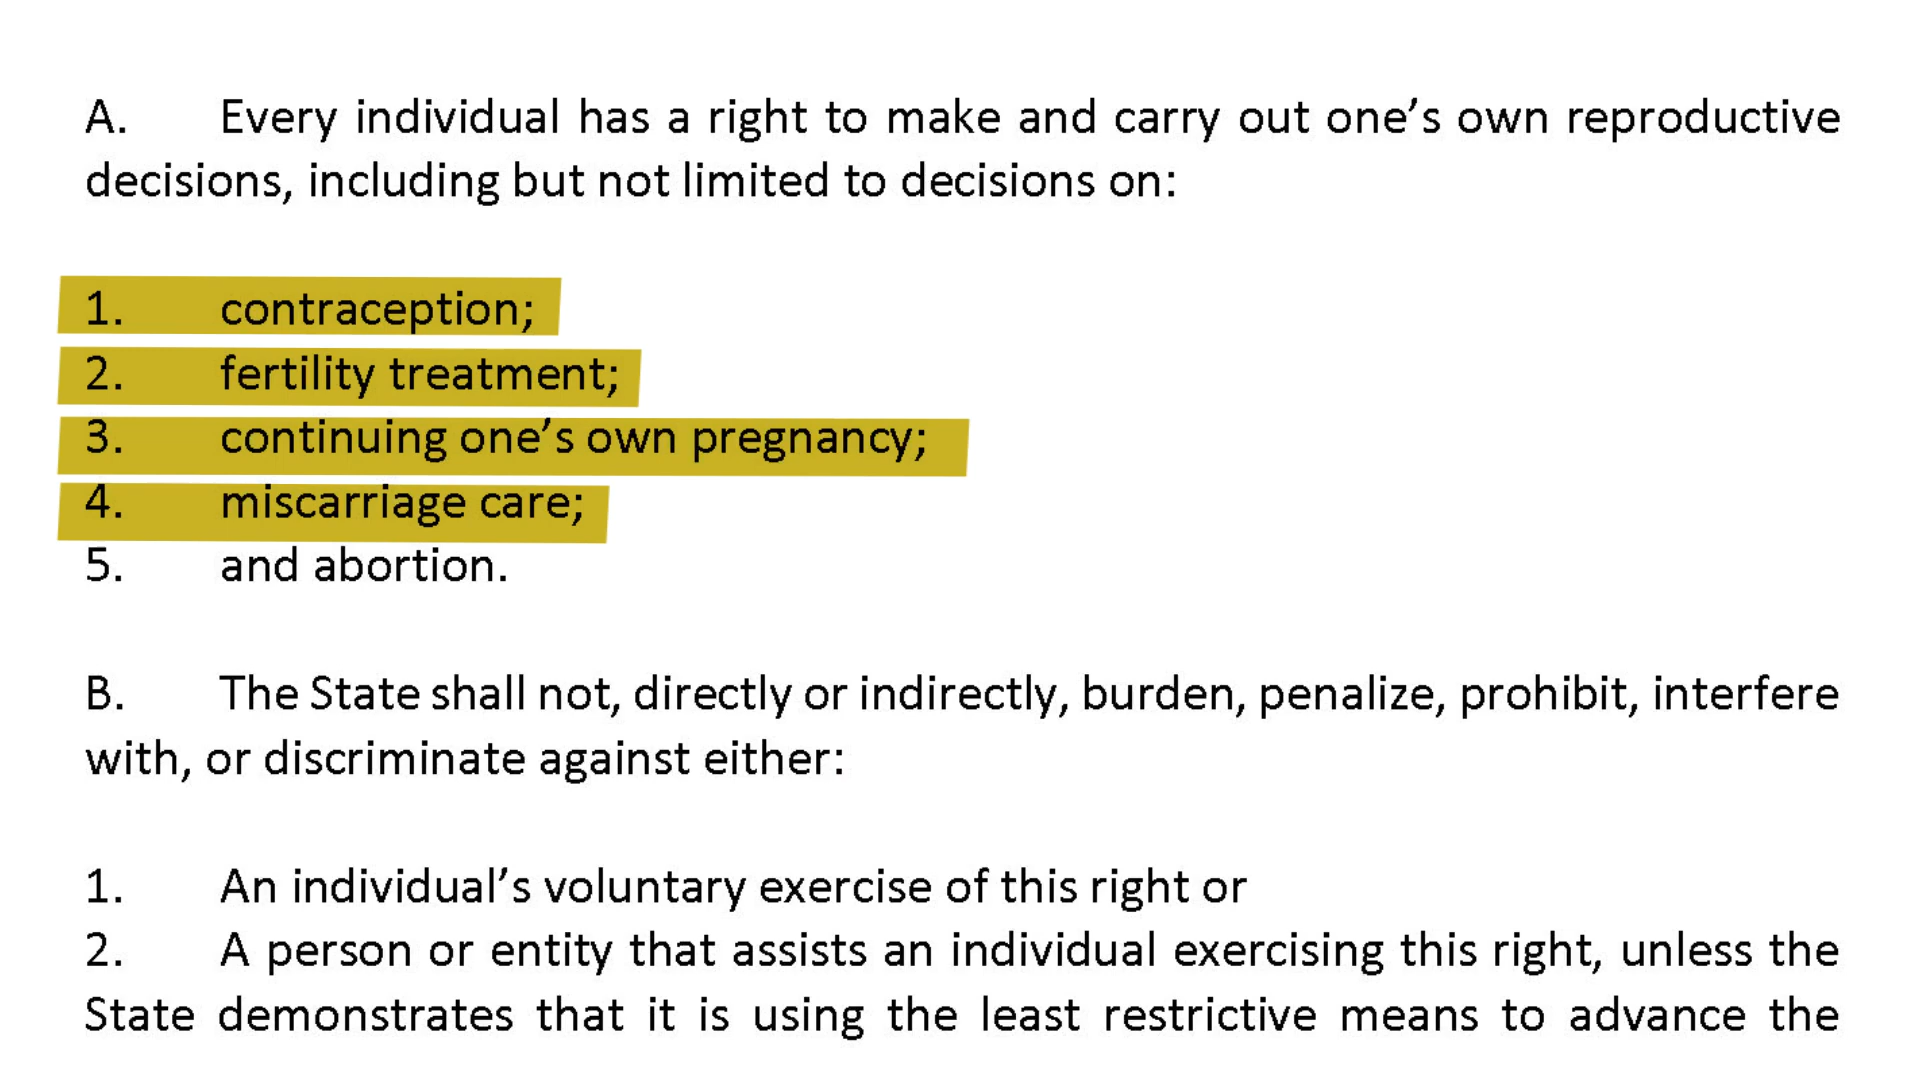 A. Every individual has a right to make and carry out one’s own reproductive
decisions, including but not limited to decisions on:
1. contraception;
2. fertility treatment;
3. continuing one’s own pregnancy;
4. miscarriage care;
5. and abortion.
B. The State shall not, directly or indirectly, burden, penalize, prohibit, interfere
with, or discriminate against either:
1. An individual’s voluntary exercise of this right or
2. A person or entity that assists an individual exercising this right, unless the
State demonstrates that it is using the least restrictive means to advance the